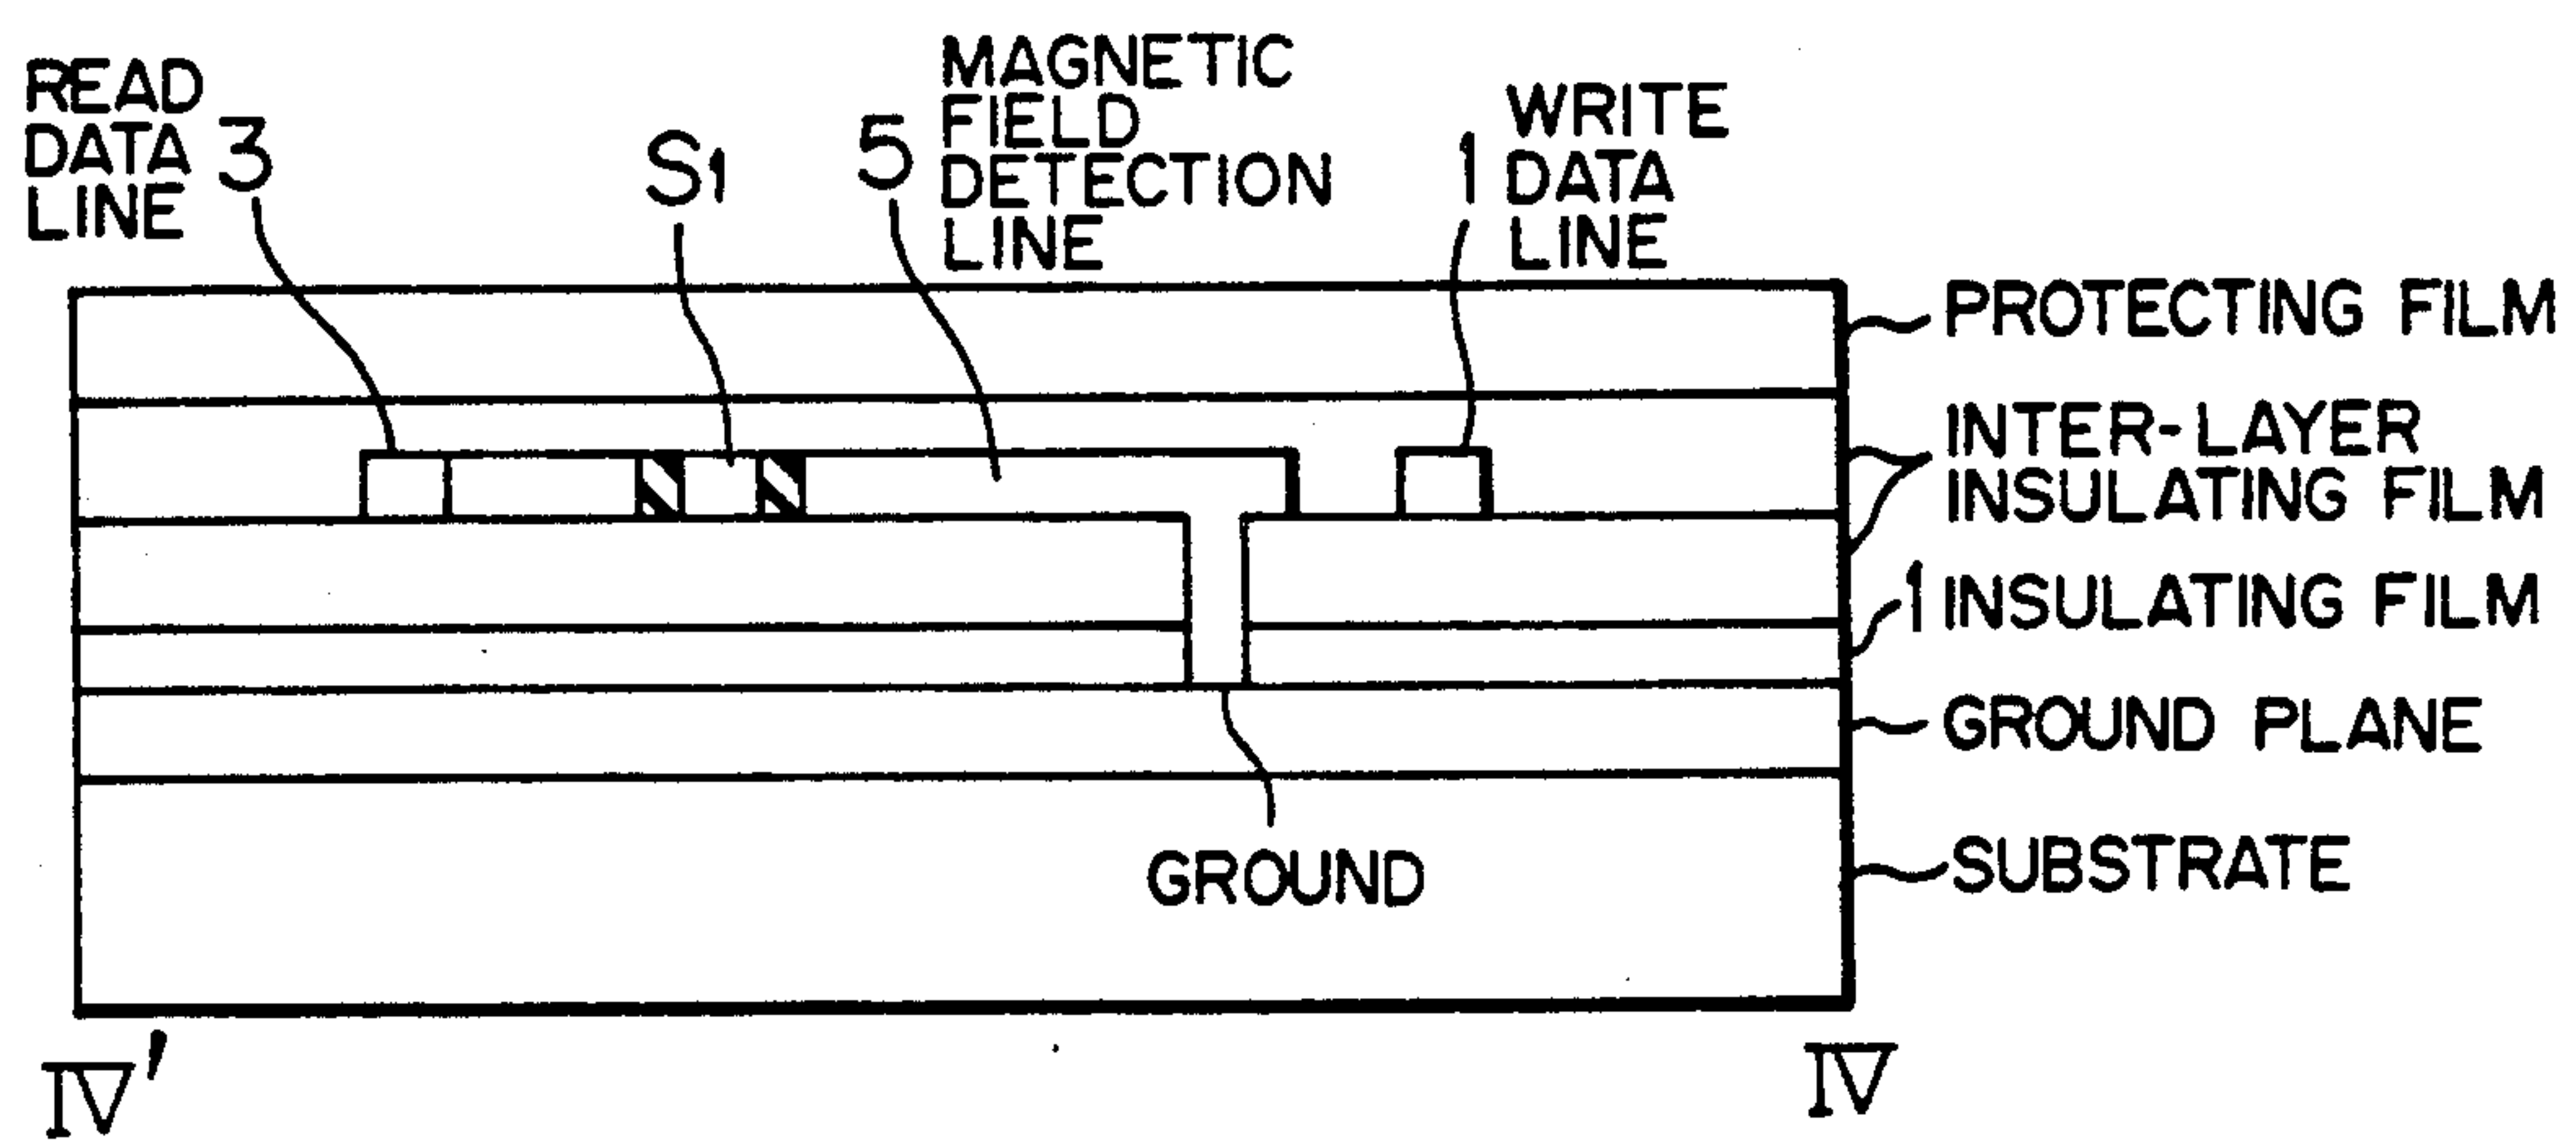 READ
DATA
LINE
3
S1
5
MAGNETIC
FIELD
DETECTION
LINE
1
WRITE
DATA
LINE
PROTECTING FILM
INTER-LAYER
INSULATING FILM
1 INSULATING FILM
GROUND PLANE
GROUND
SUBSTRATE
IV'
IV